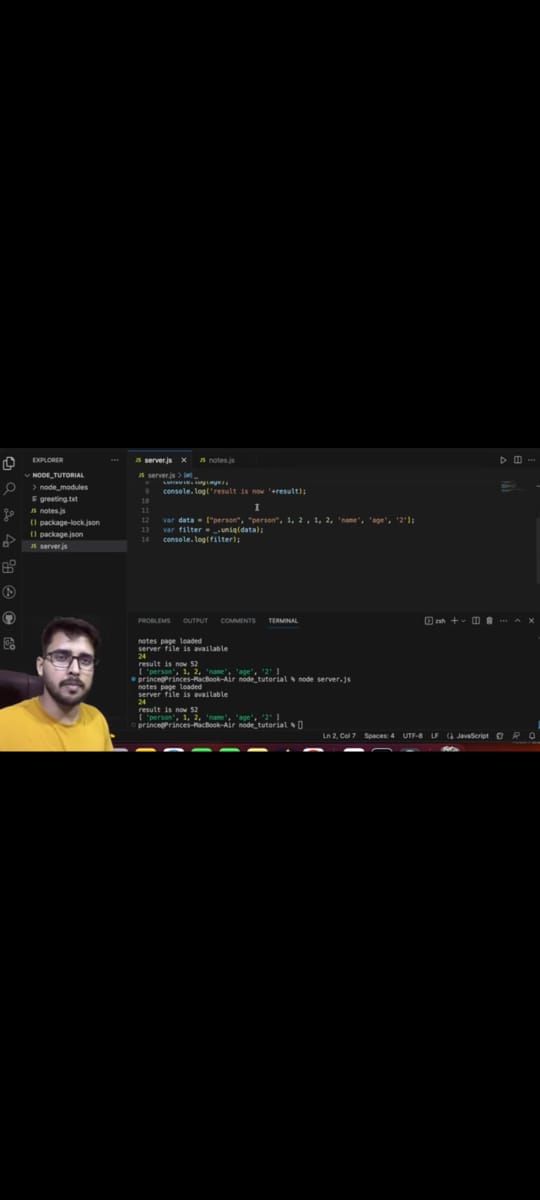 EXPLORER
NODE_TUTORIAL
node_modules
greeting.txt
JS notes.js
{} package-lock.json
{} package.json
JS server.js
JS server.js × JS notes.js
JS server.js >
8 console.log(age);
9 console.log('result is now '+result);
10
11
12 var data = ["person", "person", 1, 2 , 1, 2, 'name', 'age', '2'];
13 var filter = _.uniq(data);
14 console.log(filter);
PROBLEMS OUTPUT COMMENTS TERMINAL
zsh
notes page loaded
server file is available
24
result is now 52
[ 'person', 1, 2, 'name', 'age', '2' ]
prince@Princes-MacBook-Air node_tutorial % node server.js
notes page loaded
server file is available
24
result is now 52
[ 'person', 1, 2, 'name', 'age', '2' ]
prince@Princes-MacBook-Air node_tutorial %
Ln 2, Col 7 Spaces: 4 UTF-8 LF JavaScript